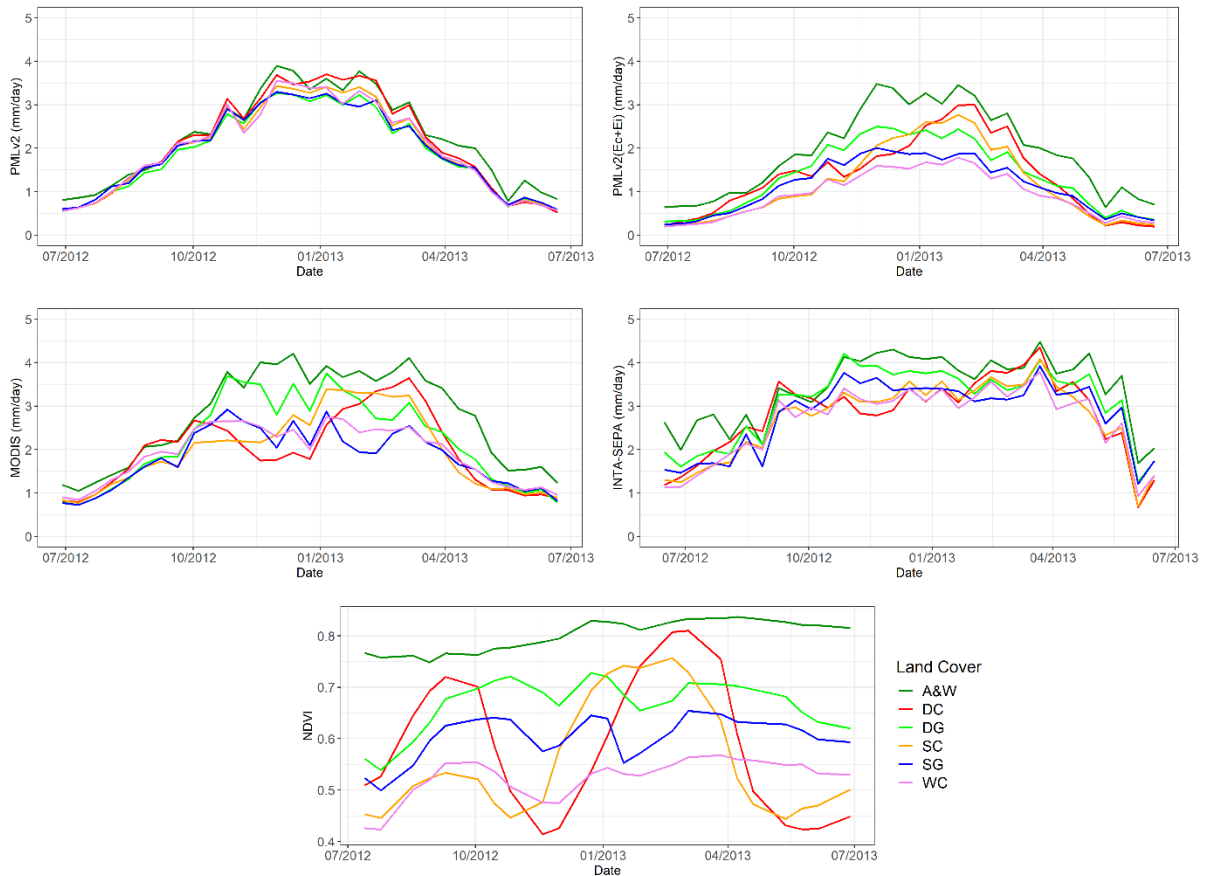 PMLv2 (mm/day)
5
4
3
2
1
0
07/2012 10/2012 01/2013 04/2013 07/2013
Date
PMLv2(E+Ei) (mm/day)
5
4
3
2
1
0
07/2012 10/2012 01/2013 04/2013 07/2013
Date
MODIS (mm/day)
5
4
3
2
1
0
07/2012 10/2012 01/2013 04/2013 07/2013
Date
INTA-SEPA (mm/day)
5
4
3
2
1
0
07/2012 10/2012 01/2013 04/2013 07/2013
Date
NDVI
0.8
0.7
0.6
0.5
0.4
07/2012 10/2012 01/2013 04/2013 07/2013
Date
Land Cover
A&W
DC
DG
SC
SG
WC